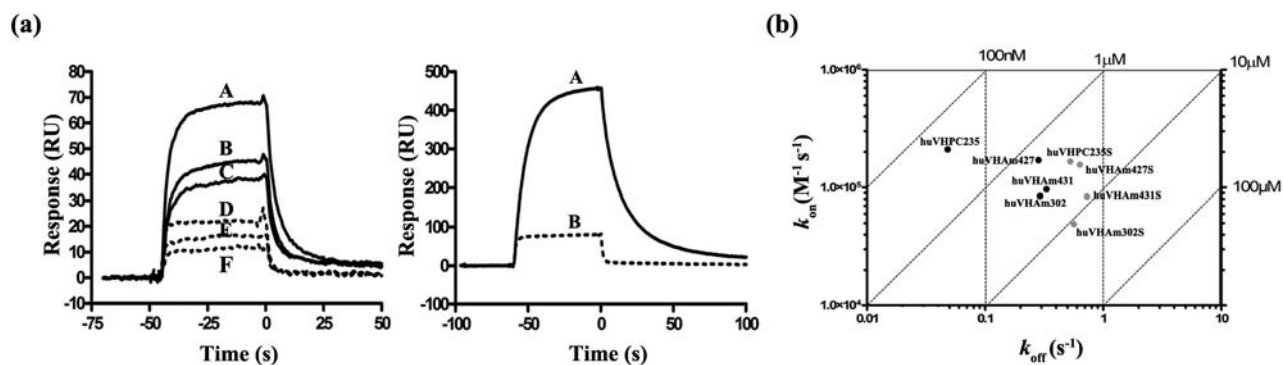 (a)
(b)
80
70
60
50
40
30
20
10
0
-10
Response (RU)
A
B
C
D
E
F
-75
-50
-25
0
25
50
Time (s)
500
400
300
200
100
0
-100
Response (RU)
A
B
-100
-50
0
50
100
Time (s)
100nM
1μM
10μM
100μM
1.0×10⁶
1.0×10⁵
1.0×10⁴
kon(M⁻¹ s⁻¹)
huVHPC235
huVHAm427
huVHPC235S
huVHAm427S
huVHAm431
huVHAm431S
huVHAm302
huVHAm302S
0.01
0.1
1
10
koff(s⁻¹)